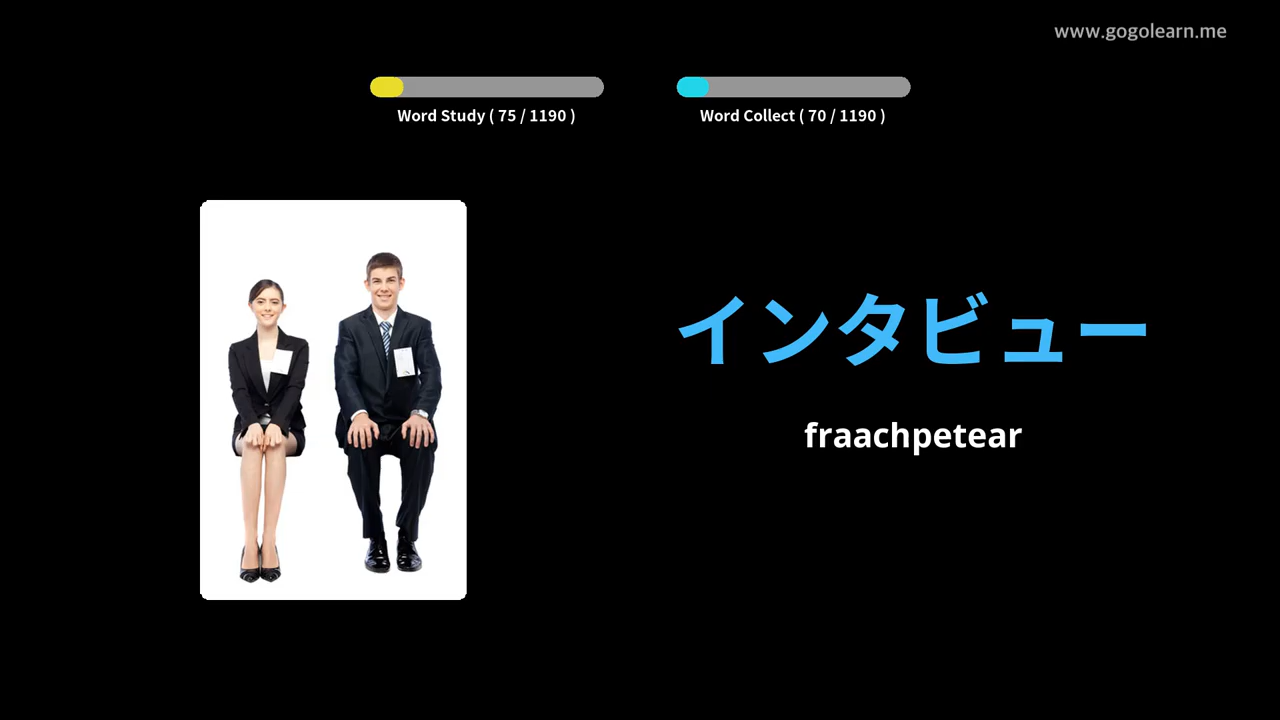 www.gogolearn.me
Word Study ( 75 / 1190 )
Word Collect ( 70 / 1190 )
インタビュー
fraachpetear